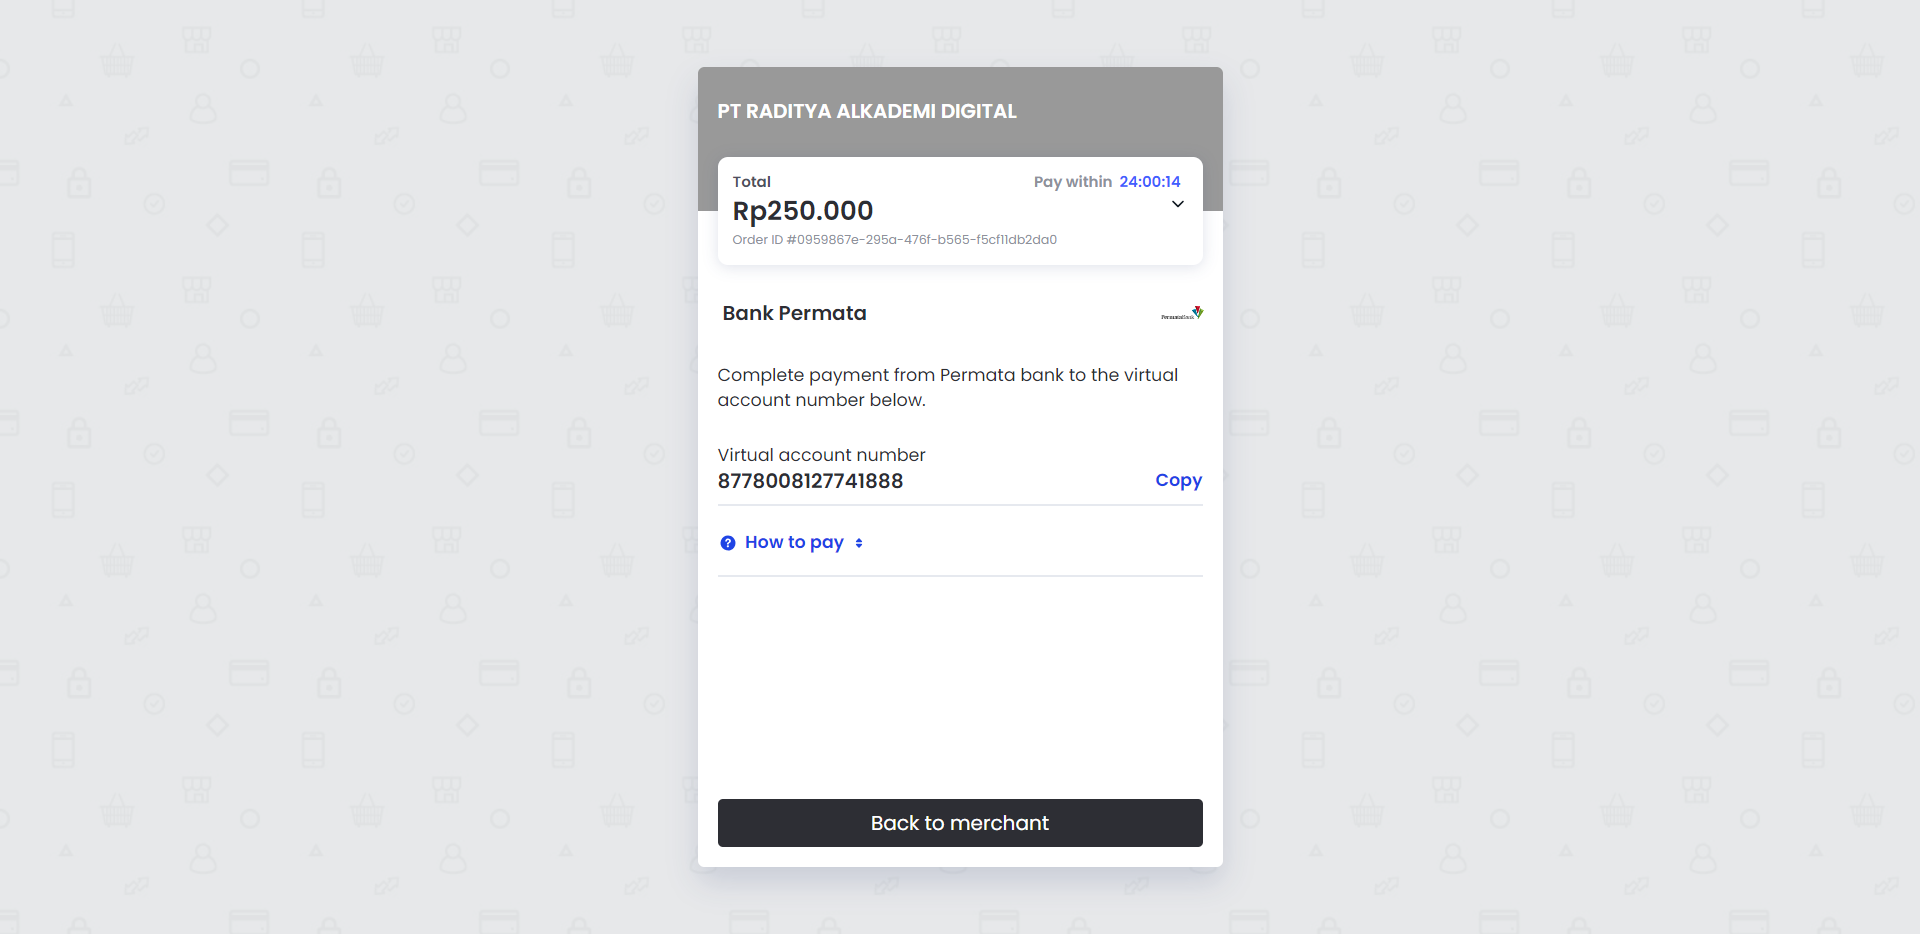 PT RADITYA ALKADEMI DIGITAL
Total
Pay within 24:00:14
Rp250.000
Order ID #0959867e-295a-476f-b565-f5cf11db2da0
Bank Permata
PermataBank
Complete payment from Permata bank to the virtual
account number below.
Virtual account number
8778008127741888
Copy
? How to pay
Back to merchant